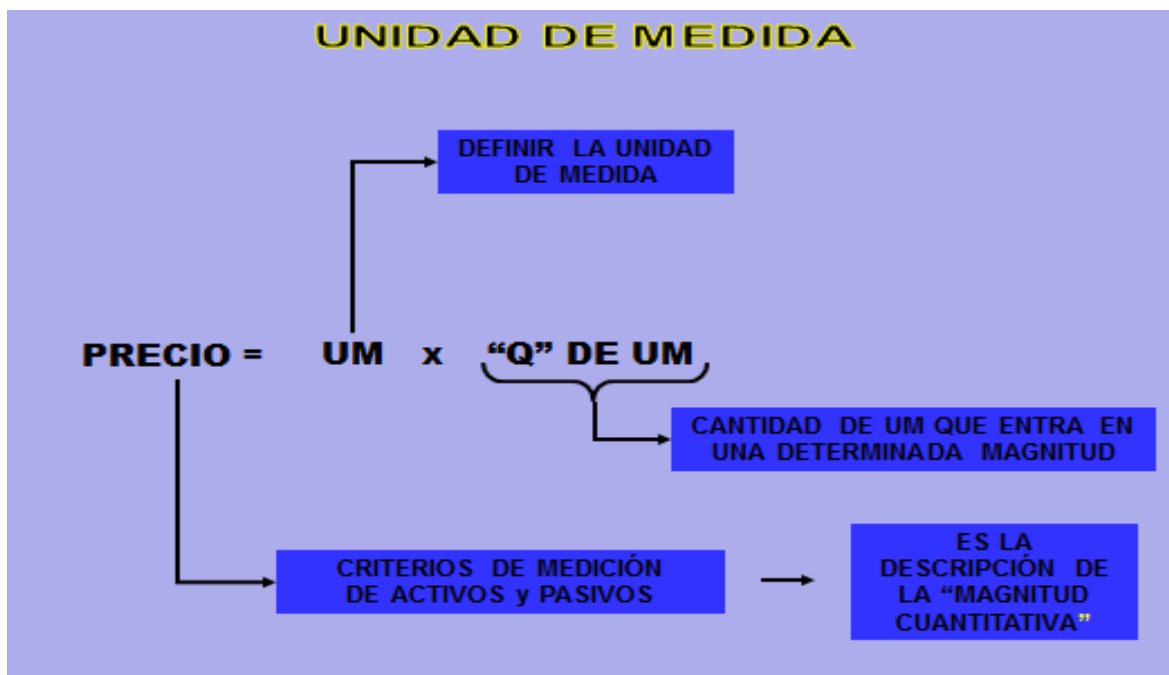 UNIDAD DE MEDIDA
DEFINIR LA UNIDAD
DE MEDIDA
PRECIO = UM x “Q” DE UM
CANTIDAD DE UM QUE ENTRA EN
UNA DETERMINADA MAGNITUD
CRITERIOS DE MEDICIÓN
DE ACTIVOS y PASIVOS
ES LA
DESCRIPCIÓN DE
LA “MAGNITUD
CUANTITATIVA”